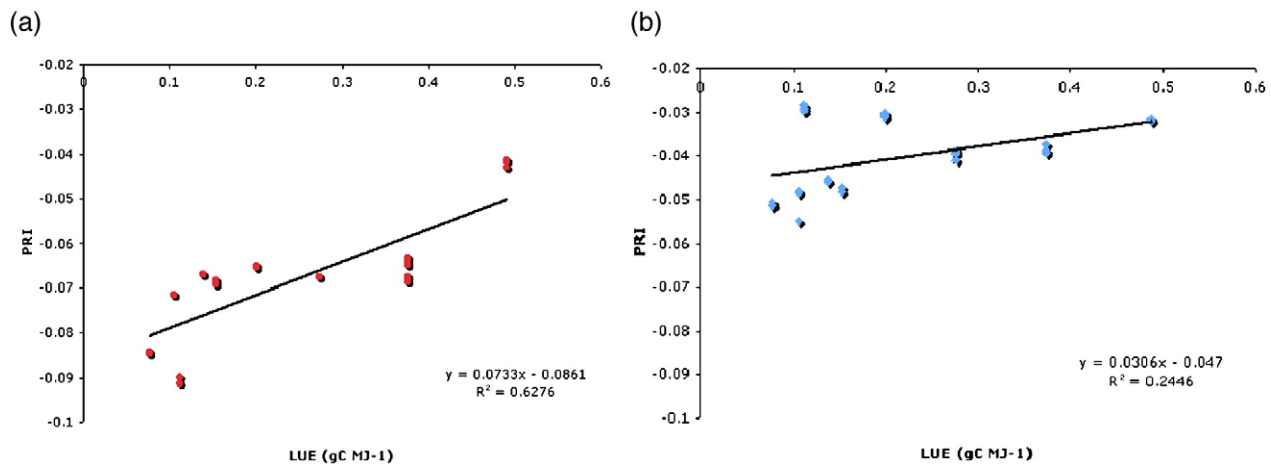 (a)
-0.02
0 0.1 0.2 0.3 0.4 0.5 0.6
-0.03
-0.04
-0.05
-0.06
-0.07
-0.08
-0.09
-0.1
PRI
y = 0.0733x - 0.0861
R² = 0.6276
LUE (gC MJ-1)
(b)
-0.02
0 0.1 0.2 0.3 0.4 0.5 0.6
-0.03
-0.04
-0.05
-0.06
-0.07
-0.08
-0.09
-0.1
PRI
y = 0.0306x - 0.047
R² = 0.2446
LUE (gC MJ-1)